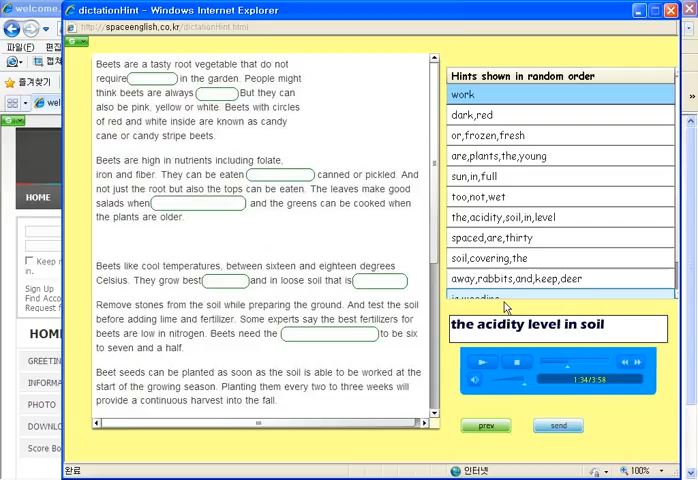 welcome.
dictationHint - Windows Internet Explorer
http://spaceenglish.co.kr/dictationHint.html
파일(F)
즐겨찾기
HOME
Sign Up
HOM
GREETIN
INFORMA
PHOTO
DOWNLO
Score Bo
Beets are a tasty root vegetable that do not
require in the garden. People might
think beets are always But they can
also be pink, yellow or white. Beets with circles
of red and white inside are known as candy
cane or candy stripe beets.
Beets are high in nutrients including folate,
iron and fiber. They can be eaten canned or pickled. And
not just the root but also the tops can be eaten. The leaves make good
salads when and the greens can be cooked when
the plants are older.
Beets like cool temperatures, between sixteen and eighteen degrees
Celsius. They grow best and in loose soil that is
Remove stones from the soil while preparing the ground. And test the soil
before adding lime and fertilizer. Some experts say the best fertilizers for
beets are low in nitrogen. Beets need the to be six
to seven and a half.
Beet seeds can be planted as soon as the soil is able to be worked at the
start of the growing season. Planting them every two to three weeks will
provide a continuous harvest into the fall.
Hints shown in random order
work
dark,red
or,frozen,fresh
are,plants,the,young
sun,in,full
too,not,wet
the,acidity,soil,in,level
spaced,are,thirty
soil,covering,the
away,rabbits,and,keep,deer
is,weeding
the acidity level in soil
1:34/3:58
prev
send
완료
인터넷
100%